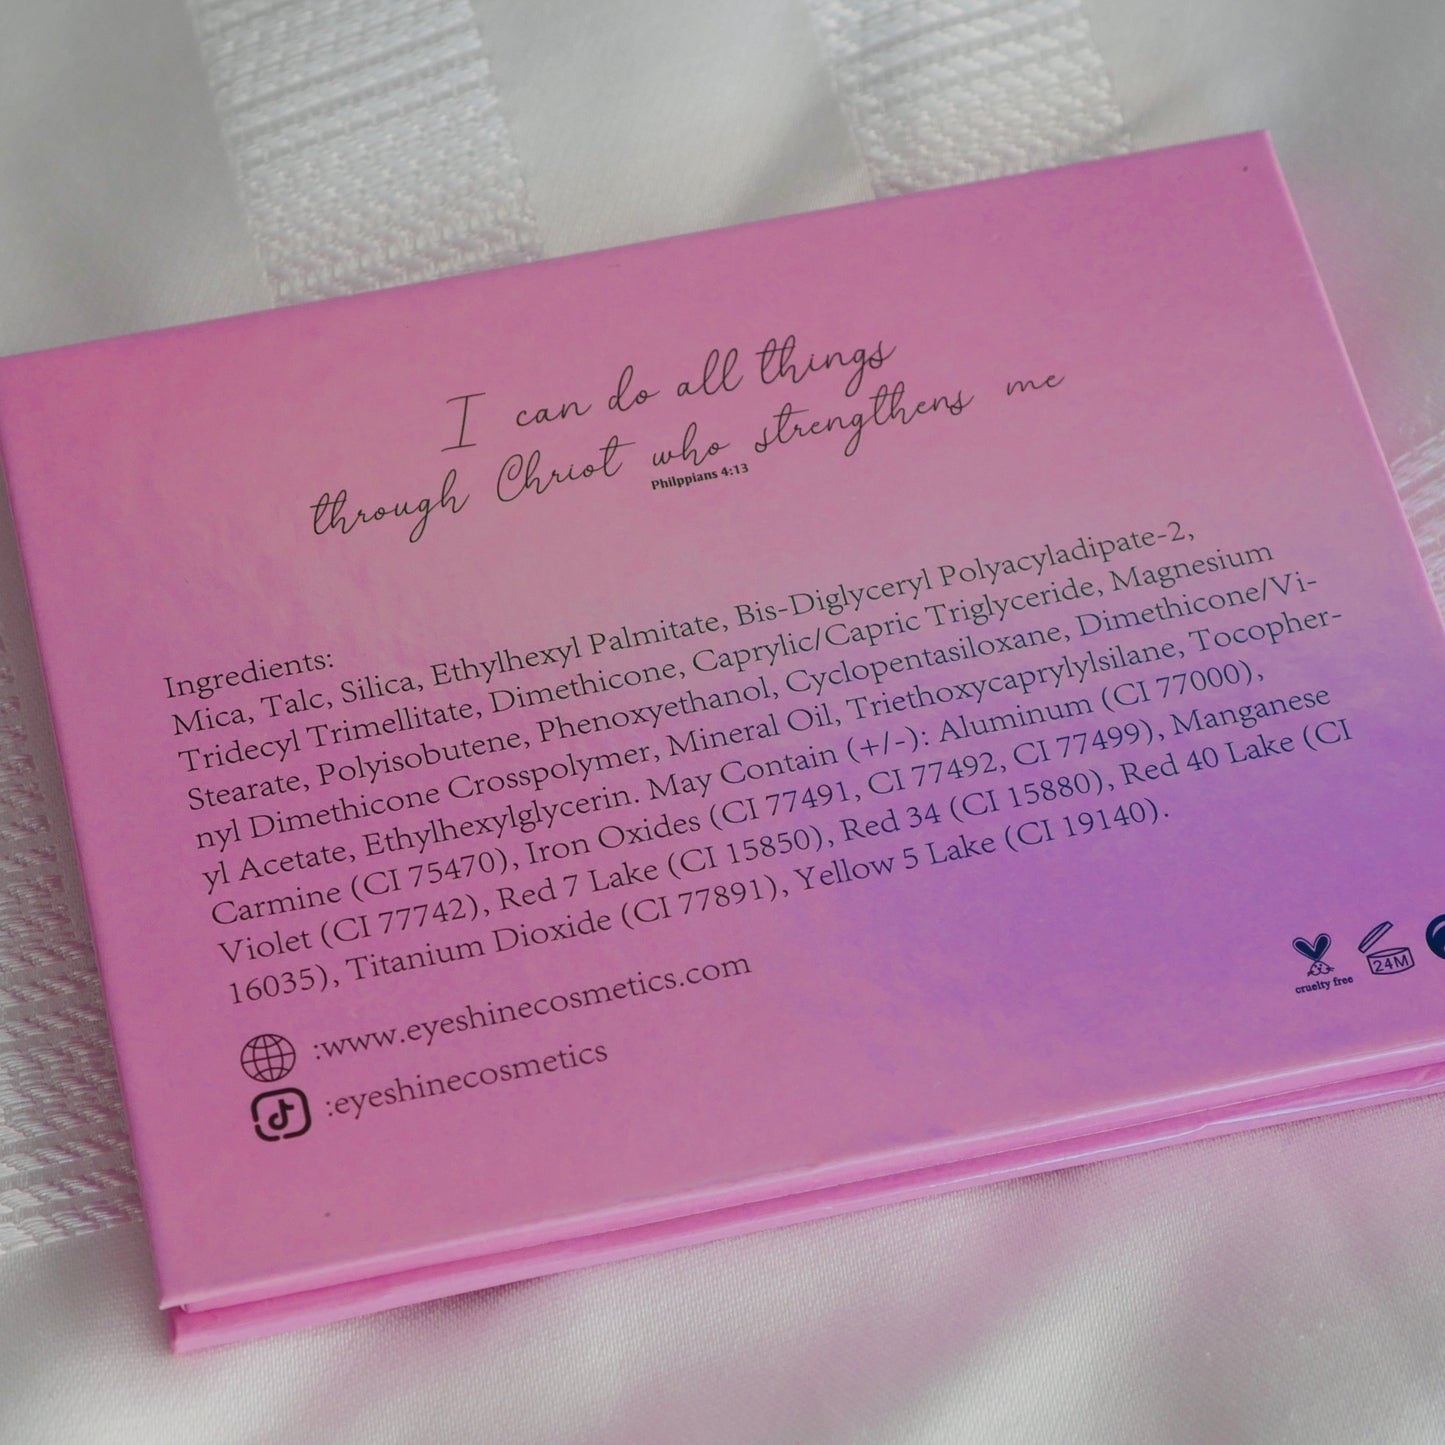 I can do all things
through Christ who strengthens me
Philppians 4:13
Ingredients:
Mica, Talc, Silica, Ethylhexyl Palmitate, Bis-Diglyceryl Polyacyladipate-2,
Tridecyl Trimellitate, Dimethicone, Caprylic/Capric Triglyceride, Magnesium
Stearate, Polyisobutene, Phenoxyethanol, Cyclopentasiloxane, Dimethicone/Vi-
nyl Dimethicone Crosspolymer, Mineral Oil, Triethoxycaprylylsilane, Tocopher-
yl Acetate, Ethylhexylglycerin. May Contain (+/-): Aluminum (CI 77000),
Carmine (CI 75470), Iron Oxides (CI 77491, CI 77492, CI 77499), Manganese
Violet (CI 77742), Red 7 Lake (CI 15850), Red 34 (CI 15880), Red 40 Lake (CI
16035), Titanium Dioxide (CI 77891), Yellow 5 Lake (CI 19140).
:www.eyeshinecosmetics.com
:eyeshinecosmetics
cruelty free
24M